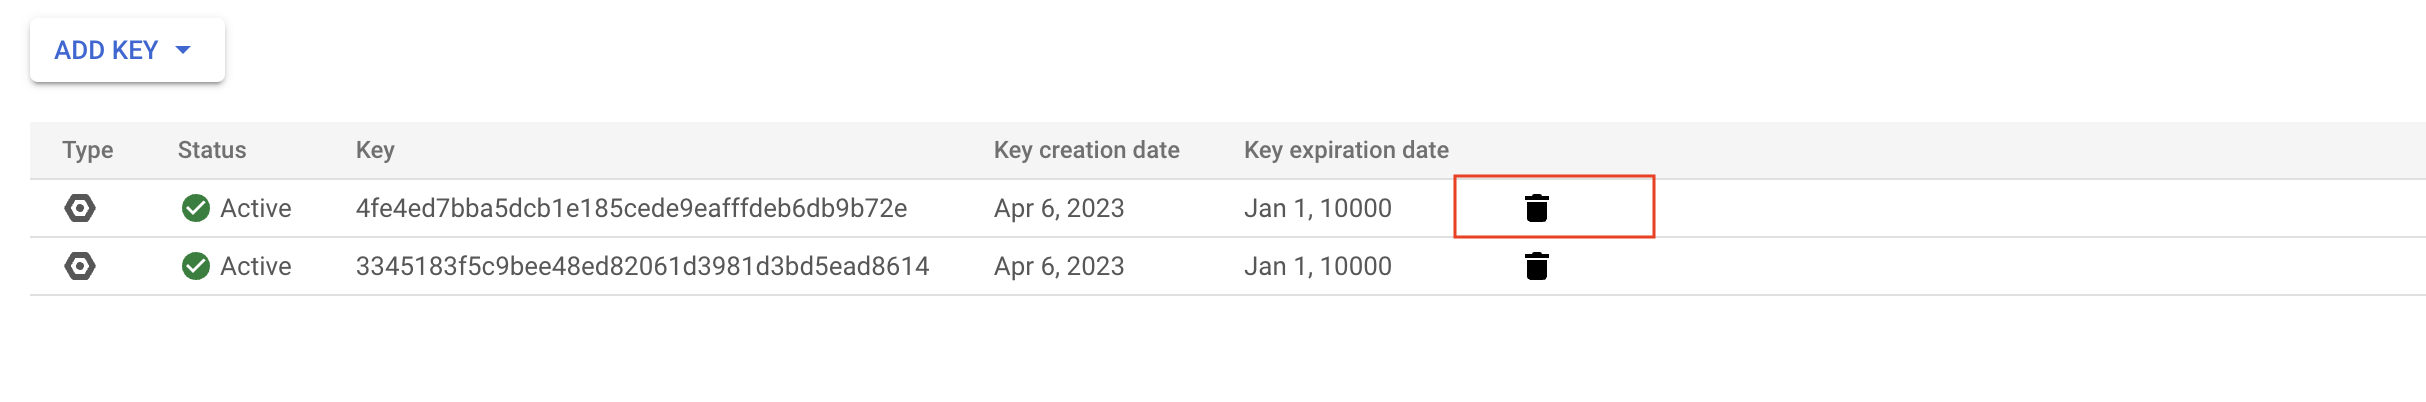 ADD KEY
Type Status Key Key creation date Key expiration date
Active 4fe4ed7bba5dcb1e185cede9eafffdeb6db9b72e Apr 6, 2023 Jan 1, 10000
Active 3345183f5c9bee48ed82061d3981d3bd5ead8614 Apr 6, 2023 Jan 1, 10000